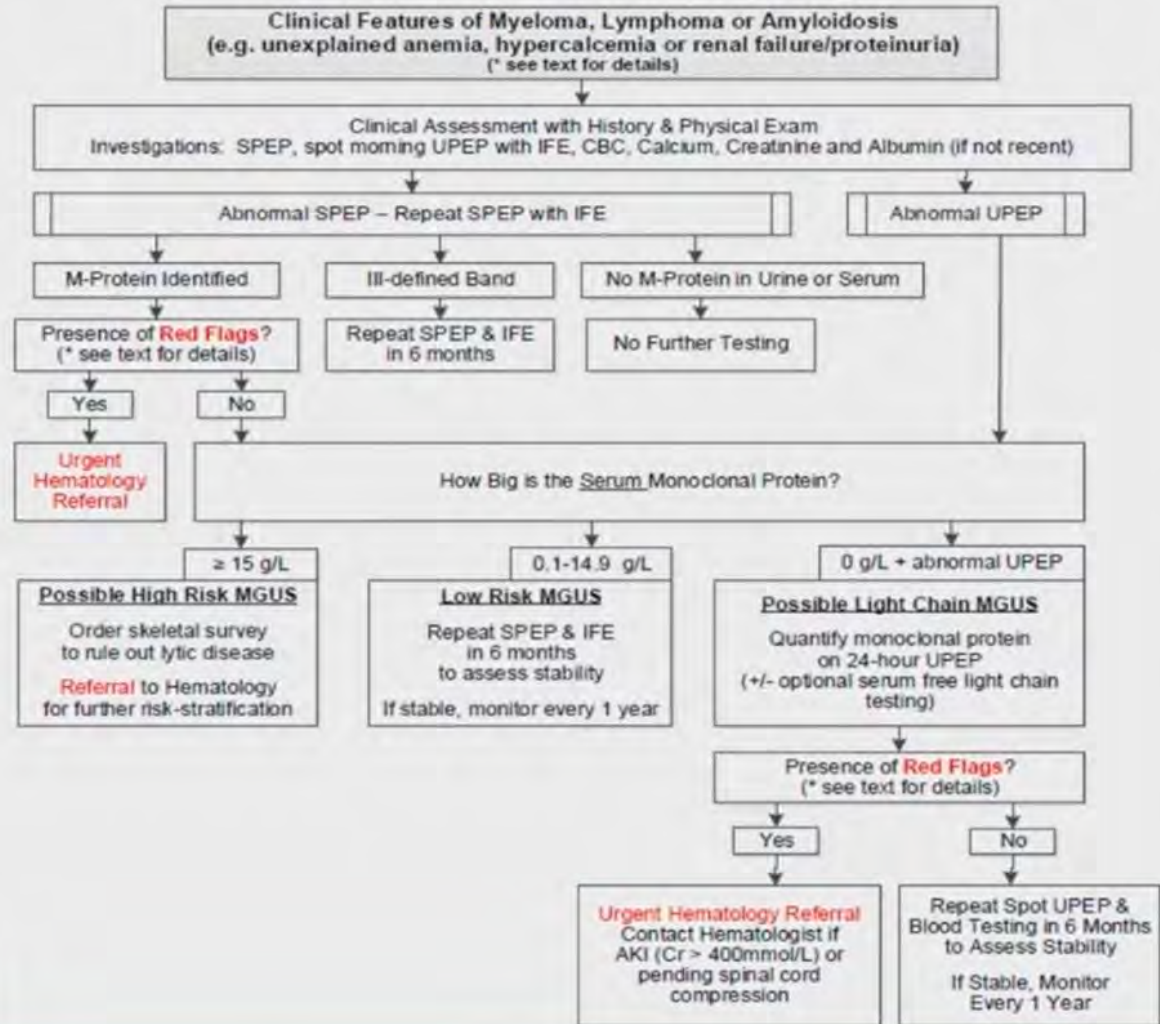 Clinical Features of Myeloma, Lymphoma or Amyloidosis
(e.g. unexplained anemia, hypercalcemia or renal failure/proteinuria)
(* see text for details)
Clinical Assessment with History & Physical Exam
Investigations: SPEP, spot morning UPEP with IFE, CBC, Calcium, Creatinine and Albumin (if not recent)
Abnormal SPEP – Repeat SPEP with IFE
Abnormal UPEP
M-Protein Identified
Ill-defined Band
No M-Protein in Urine or Serum
Presence of Red Flags?
(* see text for details)
Repeat SPEP & IFE
in 6 months
No Further Testing
Yes
No
Urgent
Hematology
Referral
How Big is the Serum Monoclonal Protein?
≥ 15 g/L
Possible High Risk MGUS
Order skeletal survey
to rule out lytic disease
Referral to Hematology
for further risk-stratification
0.1-14.9 g/L
Low Risk MGUS
Repeat SPEP & IFE
in 6 months
to assess stability
If stable, monitor every 1 year
0 g/L + abnormal UPEP
Possible Light Chain MGUS
Quantify monoclonal protein
on 24-hour UPEP
(+/- optional serum free light chain
testing)
Presence of Red Flags?
(* see text for details)
Yes
No
Urgent Hematology Referral
Contact Hematologist if
AKI (Cr > 400mmol/L) or
pending spinal cord
compression
Repeat Spot UPEP &
Blood Testing in 6 Months
to Assess Stability
If Stable, Monitor
Every 1 Year